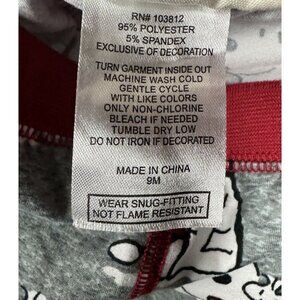 RN# 103812
95% POLYESTER
5% SPANDEX
EXCLUSIVE OF DECORATION
TURN GARMENT INSIDE OUT
MACHINE WASH COLD
GENTLE CYCLE
WITH LIKE COLORS
ONLY NON-CHLORINE
BLEACH IF NEEDED
TUMBLE DRY LOW
DO NOT IRON IF DECORATED
MADE IN CHINA
9M
WEAR SNUG-FITTING
NOT FLAME RESISTANT